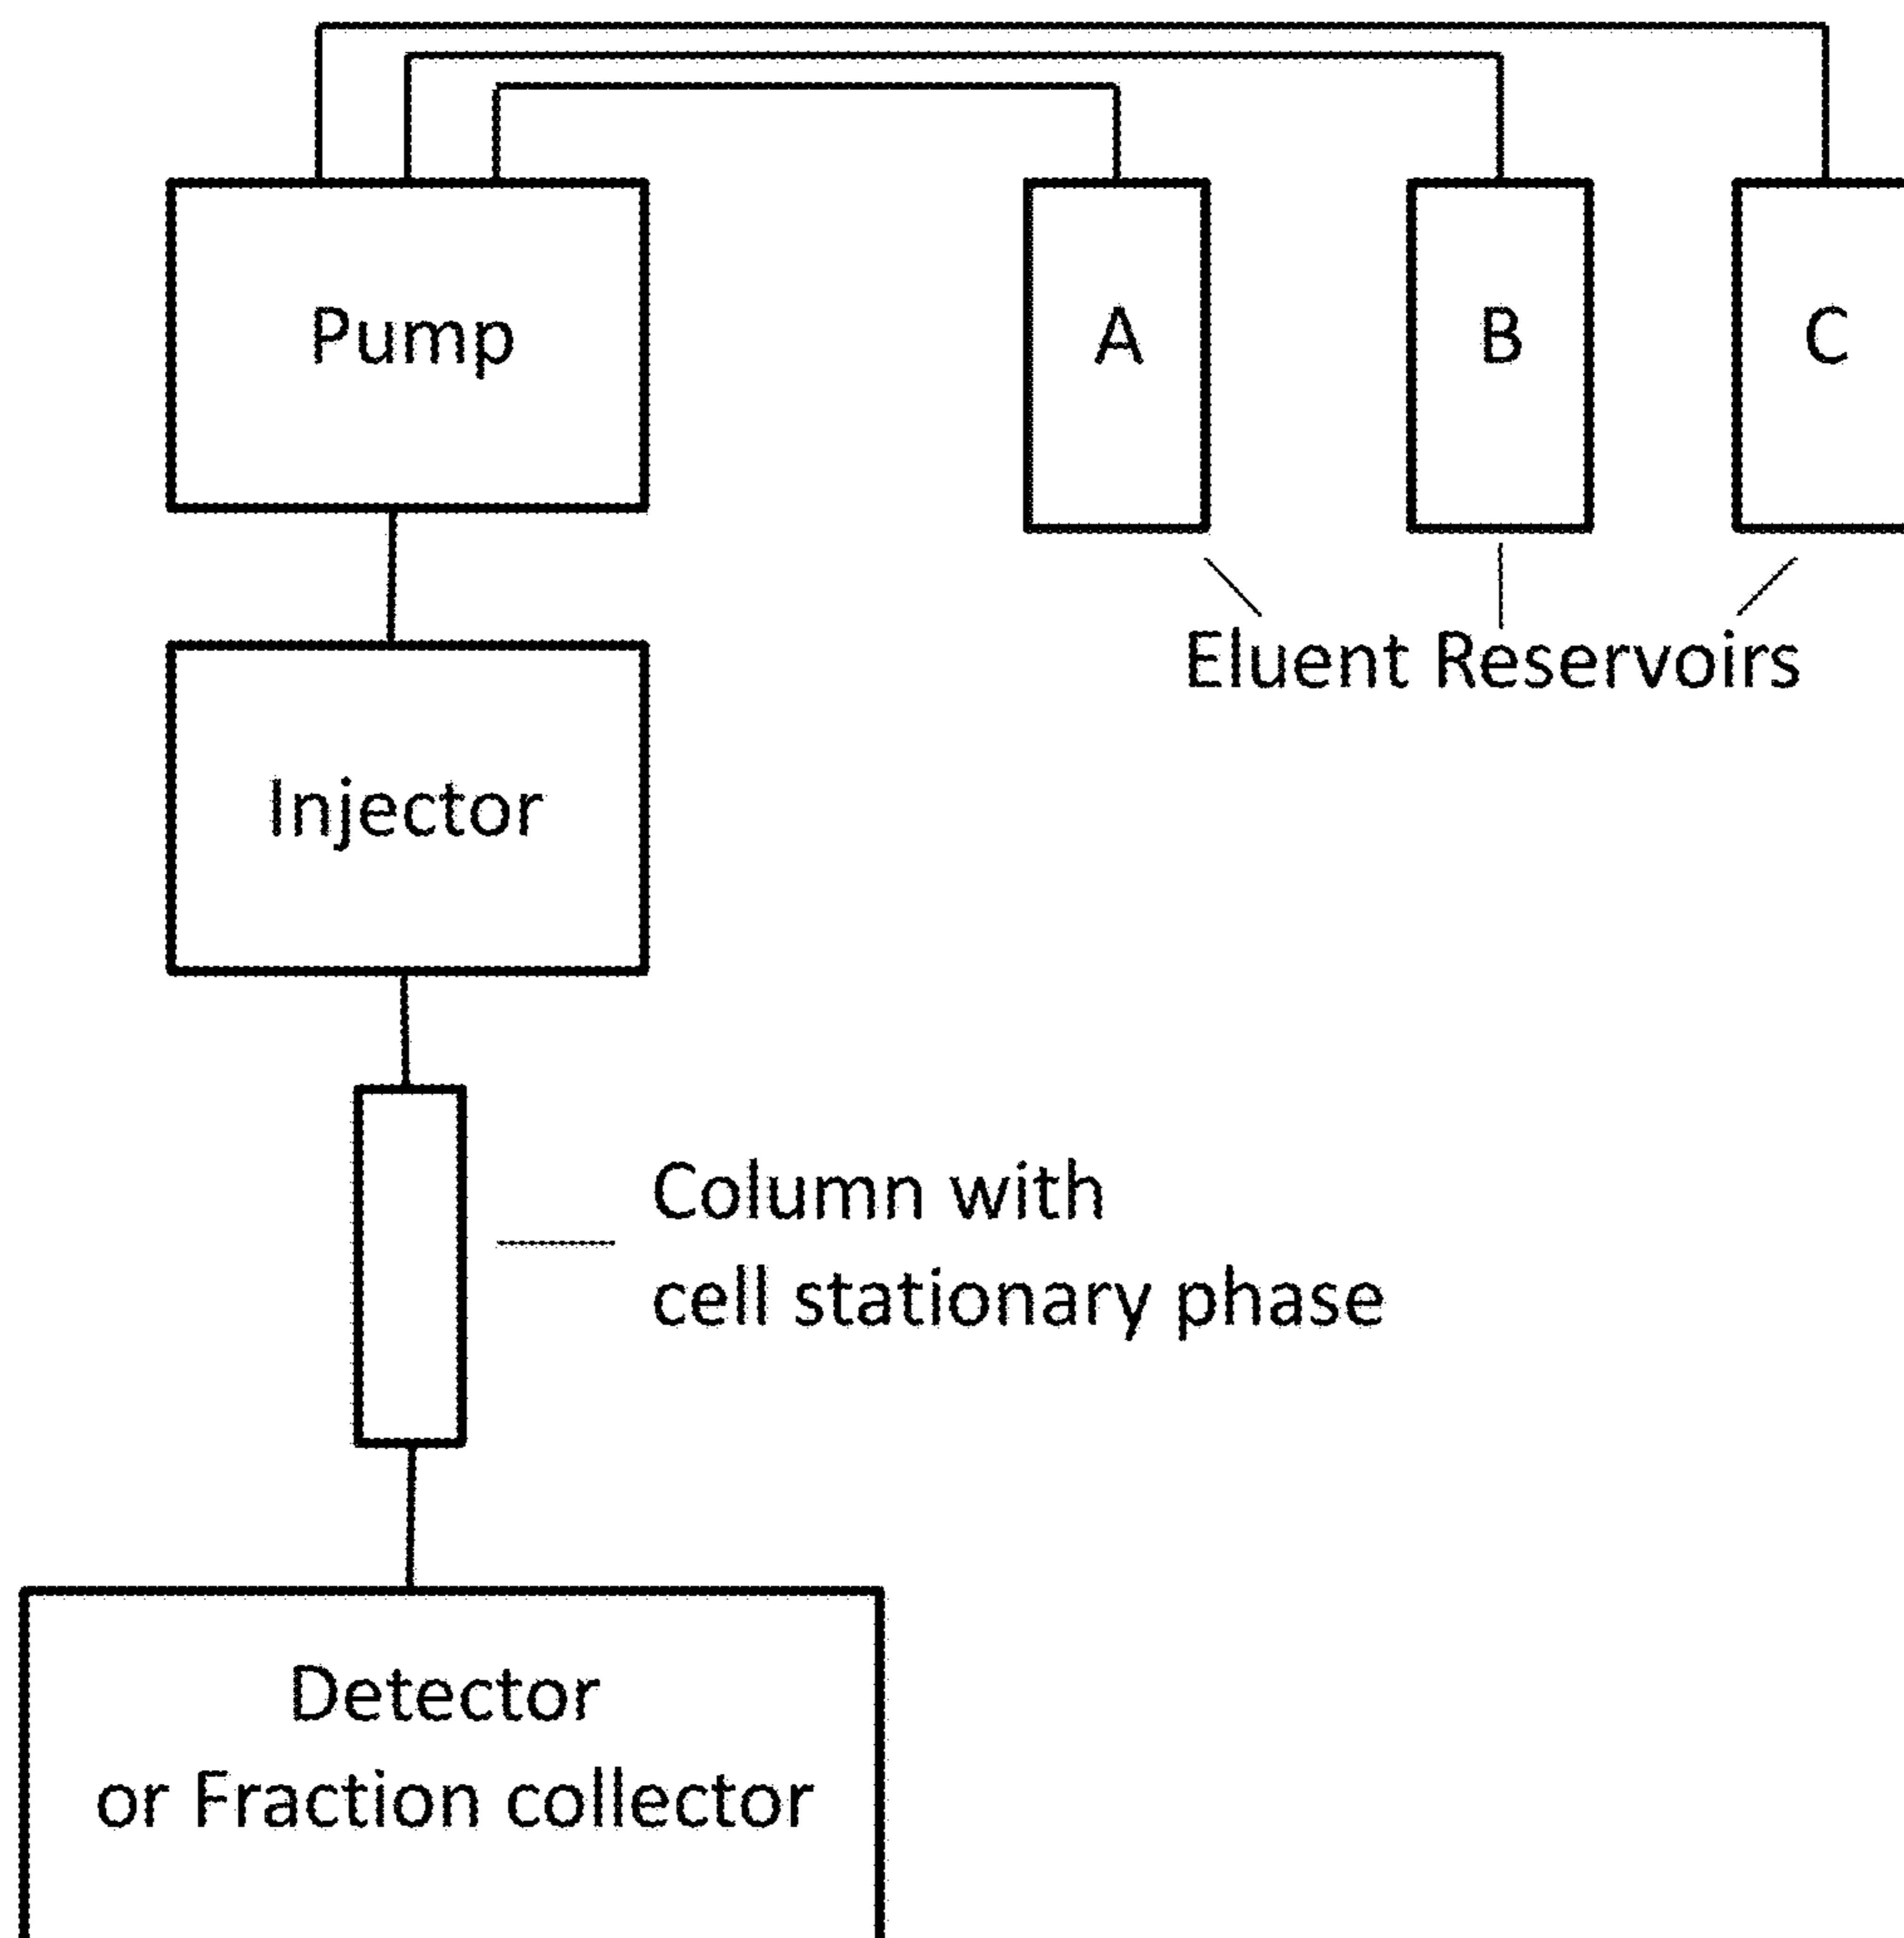 Pump
A
B
C
Eluent Reservoirs
Injector
Column with
cell stationary phase
Detector
or Fraction collector